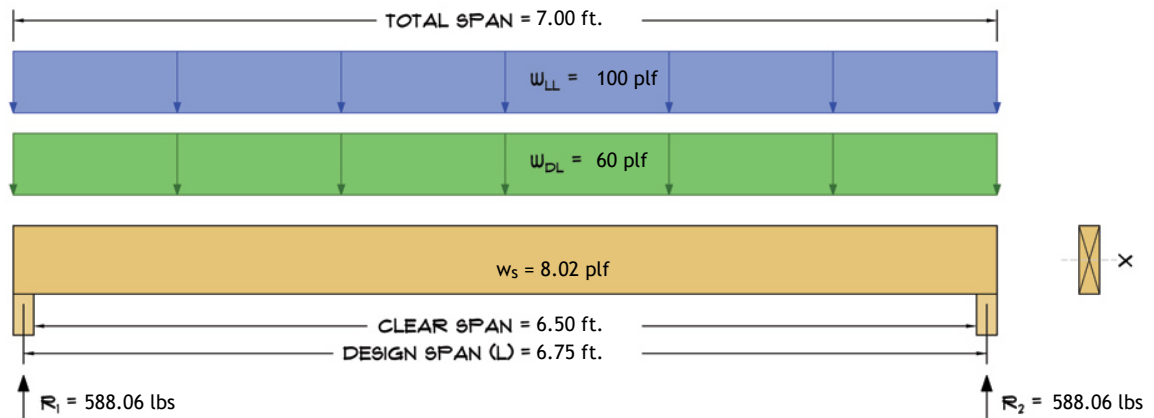 TOTAL SPAN = 7.00 ft.
WLL = 100 plf
WDL = 60 plf
ws = 8.02 plf
X
CLEAR SPAN = 6.50 ft.
DESIGN SPAN (L) = 6.75 ft.
R1 = 588.06 lbs
R2 = 588.06 lbs